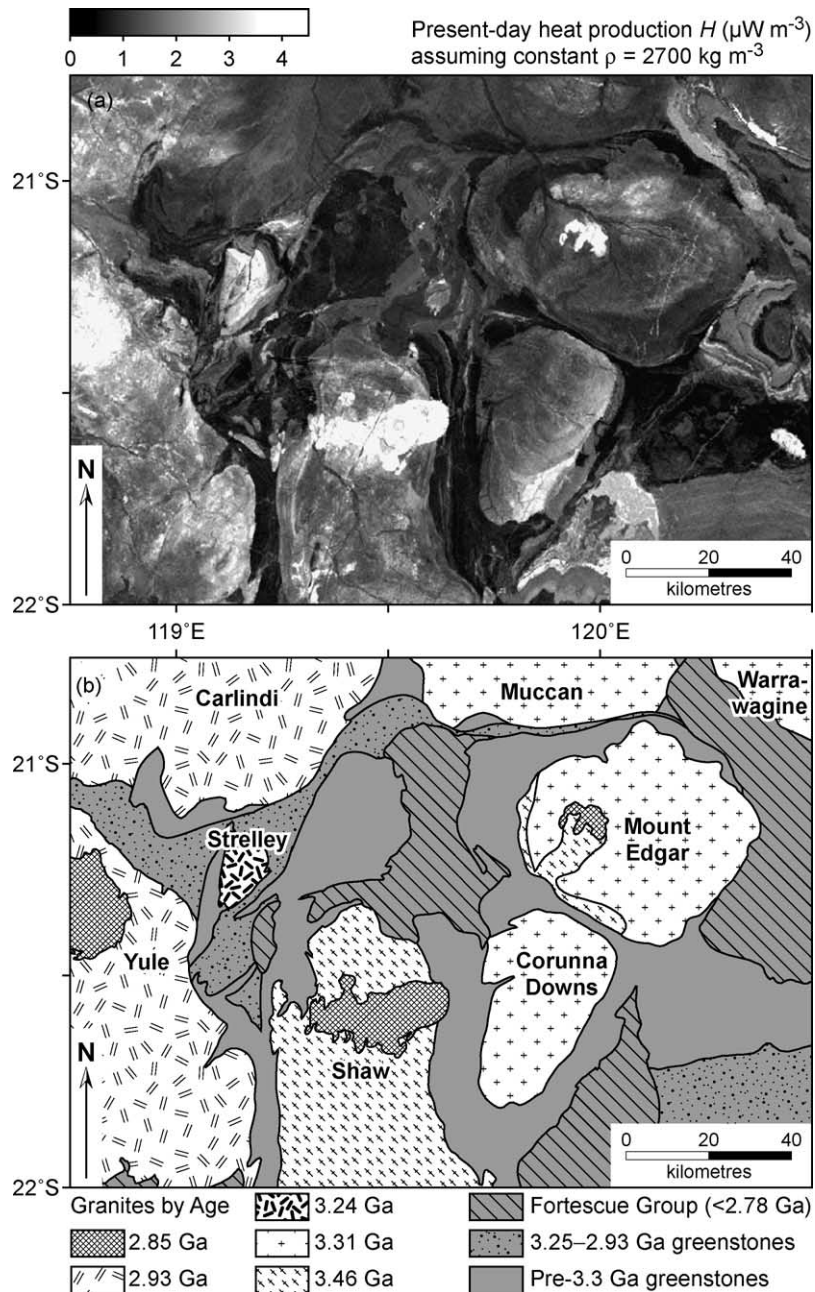 0 1 2 3 4
Present-day heat production H (µW m⁻³)
assuming constant ρ = 2700 kg m⁻³
(a)
21°S
N
0 20 40
kilometres
22°S
119°E 120°E
(b)
Carlindi
Muccan
Warra-
wagine
21°S
Strelley
Mount
Edgar
Yule
Corunna
Downs
Shaw
N
0 20 40
kilometres
22°S
Granites by Age
3.24 Ga
Fortescue Group (<2.78 Ga)
2.85 Ga
3.31 Ga
3.25–2.93 Ga greenstones
2.93 Ga
3.46 Ga
Pre-3.3 Ga greenstones